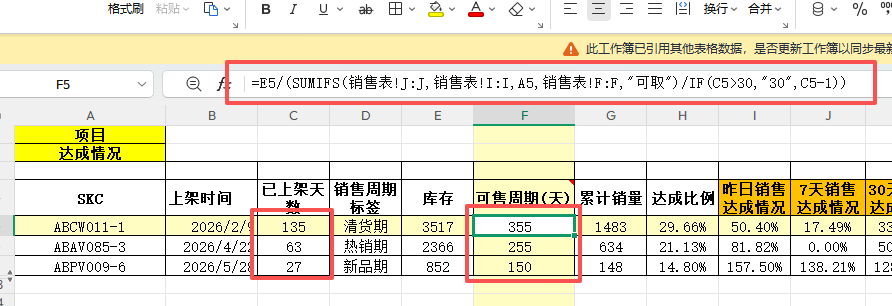 格式刷 粘贴 B I U A 换行 合并 %
此工作簿已引用其他表格数据，是否更新工作簿以同步最新
F5 fx =E5/(SUMIFS(销售表!J:J,销售表!I:I,A5,销售表!F:F,"可取")/IF(C5>30,"30",C5-1))
A B C D E F G H I J
项目
达成情况
SKC 上架时间 已上架天数 销售周期标签 库存 可售周期(天) 累计销量 达成比例 昨日销售达成情况 7天销售达成情况 30天
ABCW011-1 2026/2/9 135 清货期 3517 355 1483 29.66% 50.40% 17.49%
ABAV085-3 2026/4/22 63 热销期 2366 255 634 21.13% 81.82% 0.00%
ABPV009-6 2026/5/28 27 新品期 852 150 148 14.80% 157.50% 138.21%